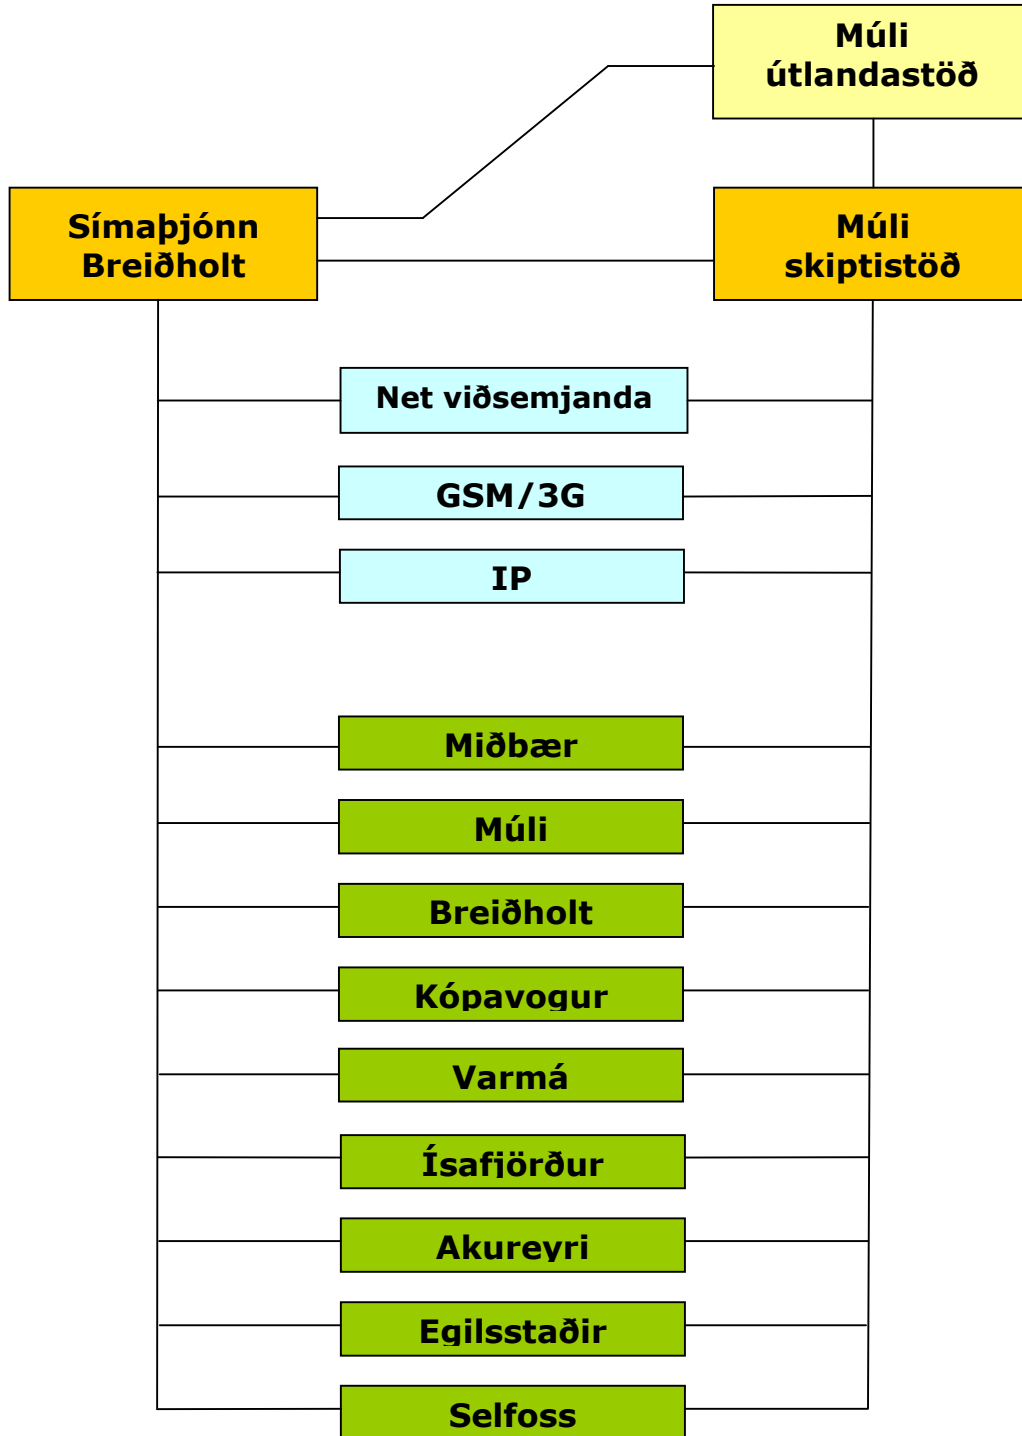 Múli
útlandastöð
Símaþjónn
Breiðholt
Múli
skiptistöð
Net viðsemjanda
GSM/3G
IP
Miðbær
Múli
Breiðholt
Kópavogur
Varmá
Ísafjörður
Akureyri
Egilsstaðir
Selfoss